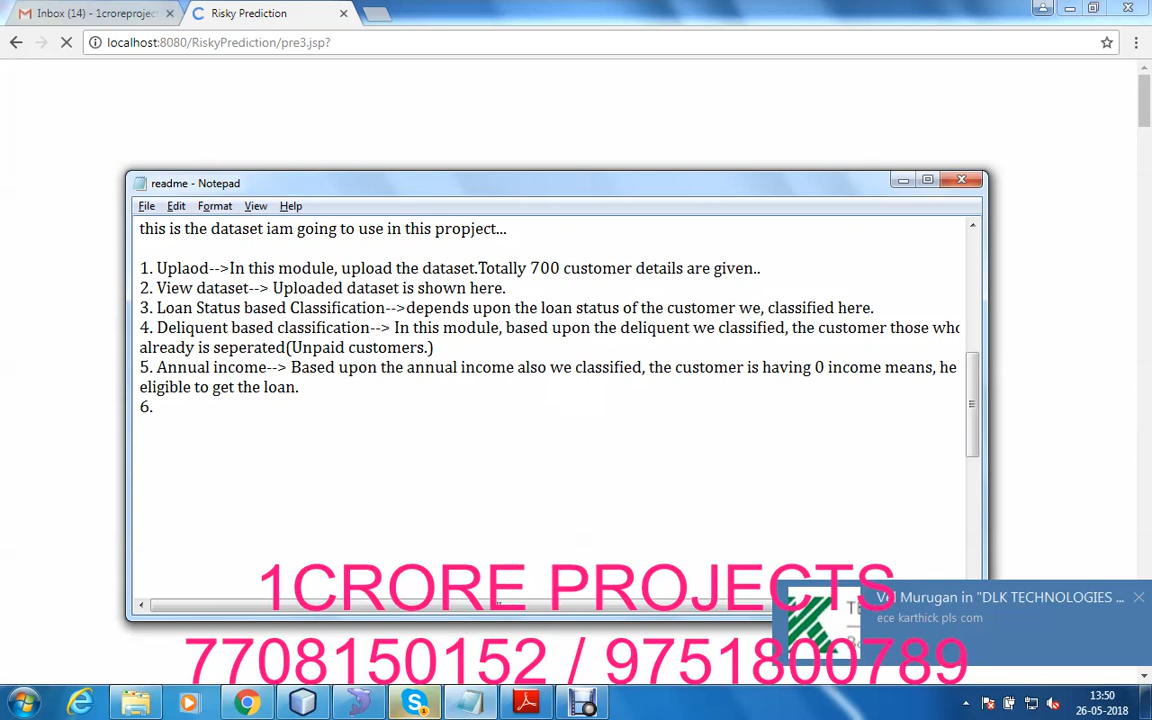 Inbox (14) - 1croreprojec
Risky Prediction
localhost:8080/RiskyPrediction/pre3.jsp?
readme - Notepad
File Edit Format View Help
this is the dataset iam going to use in this propject...
1. Uplaod-->In this module, upload the dataset.Totally 700 customer details are given..
2. View dataset--> Uploaded dataset is shown here.
3. Loan Status based Classification-->depends upon the loan status of the customer we, classified here.
4. Deliquent based classification--> In this module, based upon the deliquent we classified, the customer those who
already is seperated(Unpaid customers.)
5. Annual income--> Based upon the annual income also we classified, the customer is having 0 income means, he
eligible to get the loan.
6.
1CRORE PROJECTS
7708150152 / 9751800789
Vel Murugan in "DLK TECHNOLOGIES ...
ece karthick pls com
13:50
26-05-2018